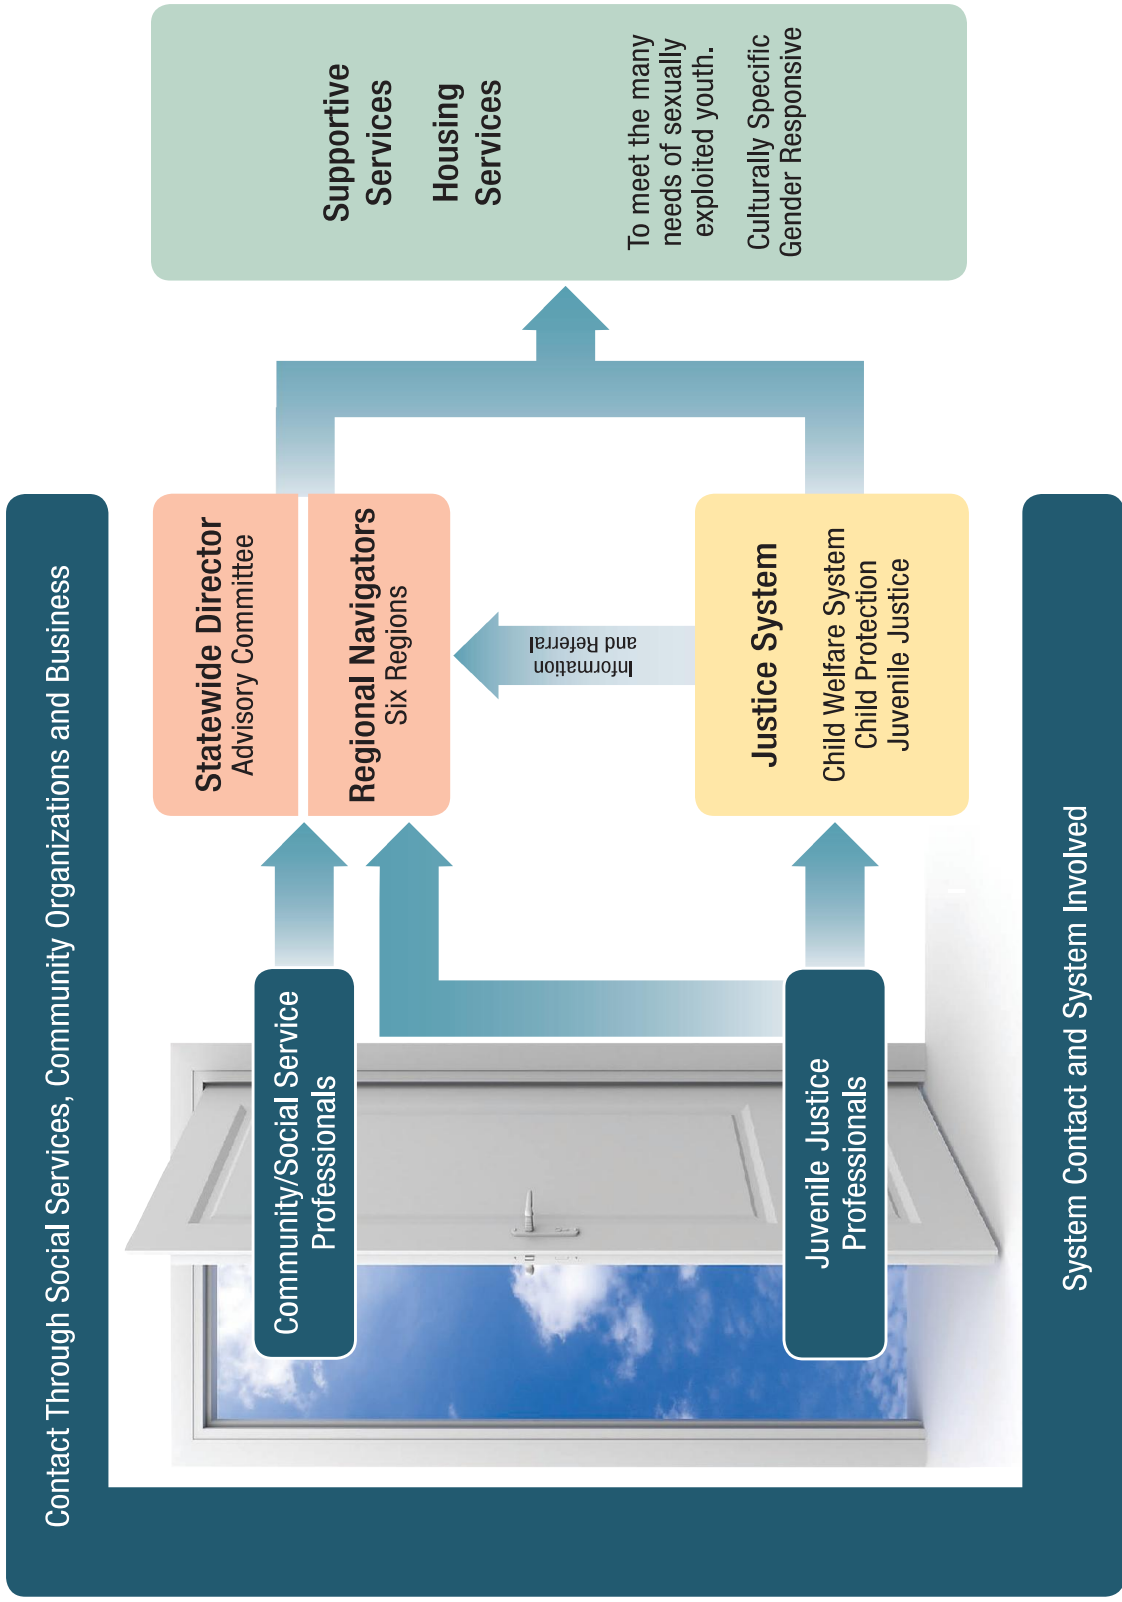 Contact Through Social Services, Community Organizations and Business
Community/Social Service
Professionals
Statewide Director
Advisory Committee
Regional Navigators
Six Regions
Information
and Referral
Juvenile Justice
Professionals
Justice System
Child Welfare System
Child Protection
Juvenile Justice
Supportive
Services
Housing
Services
To meet the many
needs of sexually
exploited youth.
Culturally Specific
Gender Responsive
System Contact and System Involved